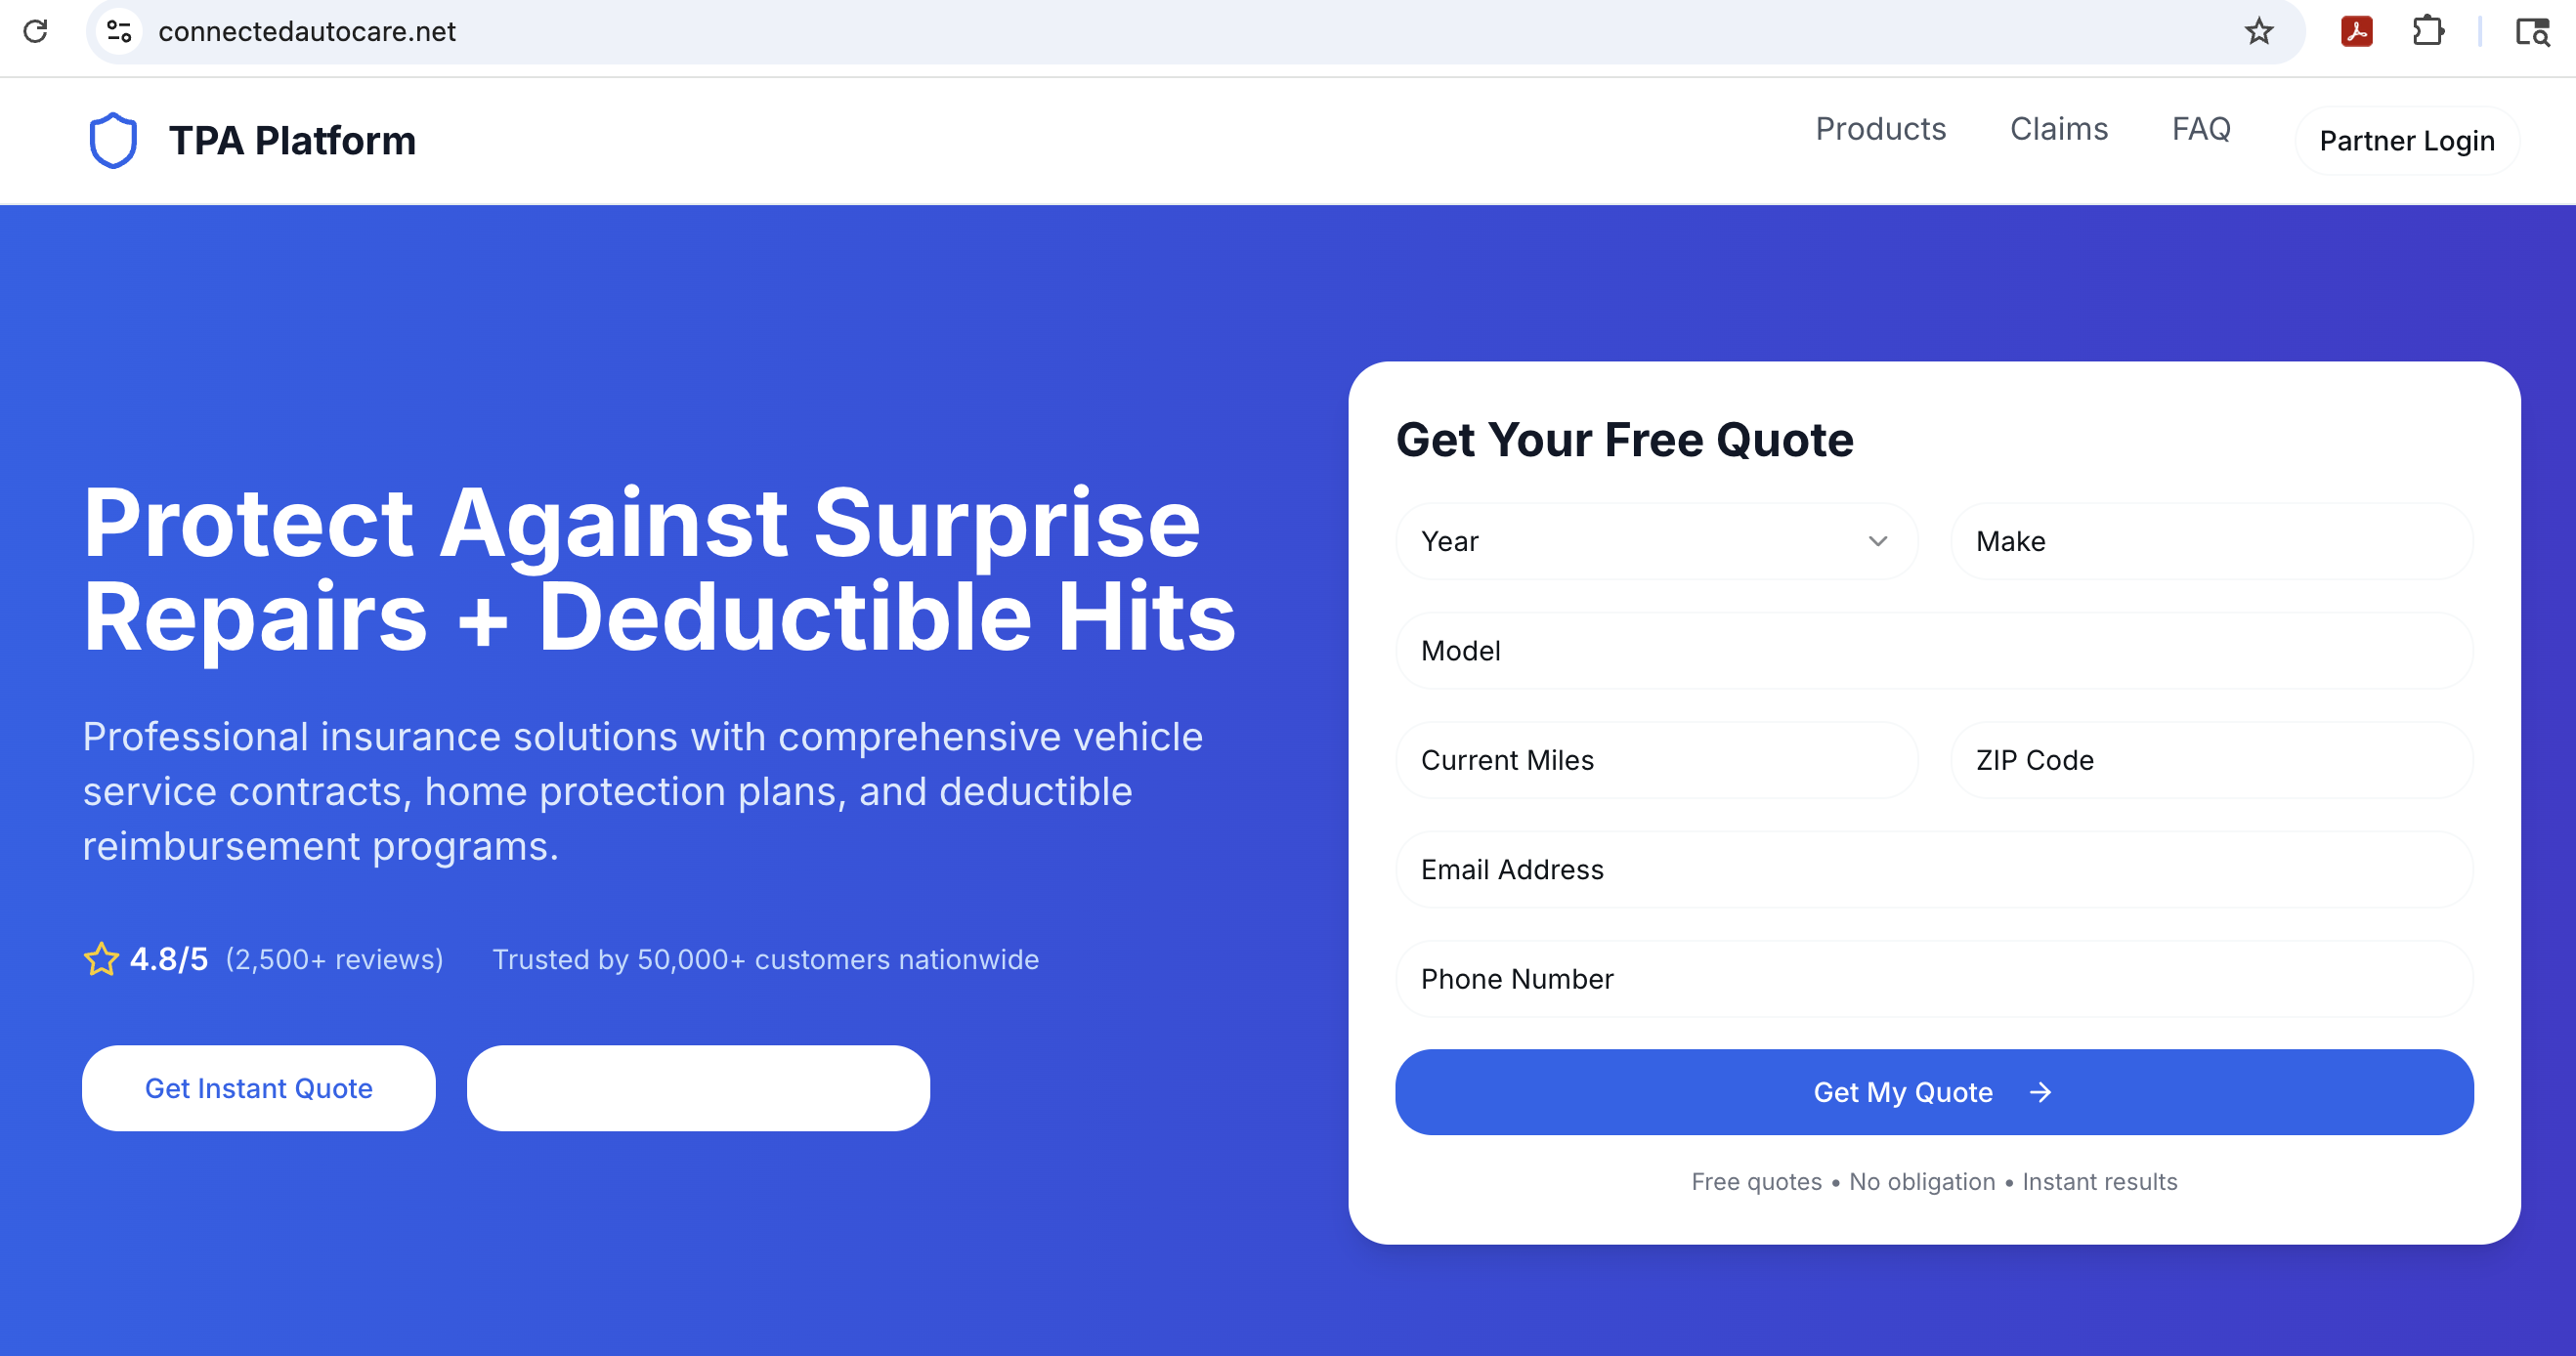 connectedautocare.net
TPA Platform
Products
Claims
FAQ
Partner Login
Protect Against Surprise
Repairs + Deductible Hits
Professional insurance solutions with comprehensive vehicle
service contracts, home protection plans, and deductible
reimbursement programs.
4.8/5 (2,500+ reviews) Trusted by 50,000+ customers nationwide
Get Instant Quote
Get Your Free Quote
Year
Make
Model
Current Miles
ZIP Code
Email Address
Phone Number
Get My Quote →
Free quotes • No obligation • Instant results